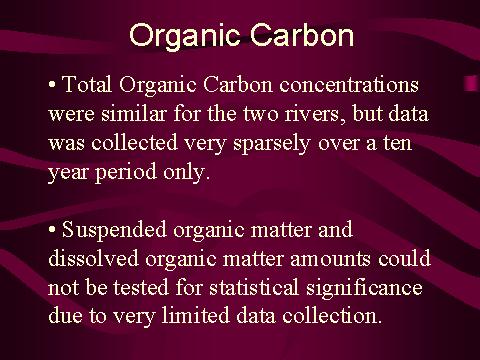 Organic Carbon
• Total Organic Carbon concentrations
were similar for the two rivers, but data
was collected very sparsely over a ten
year period only.
• Suspended organic matter and
dissolved organic matter amounts could
not be tested for statistical significance
due to very limited data collection.